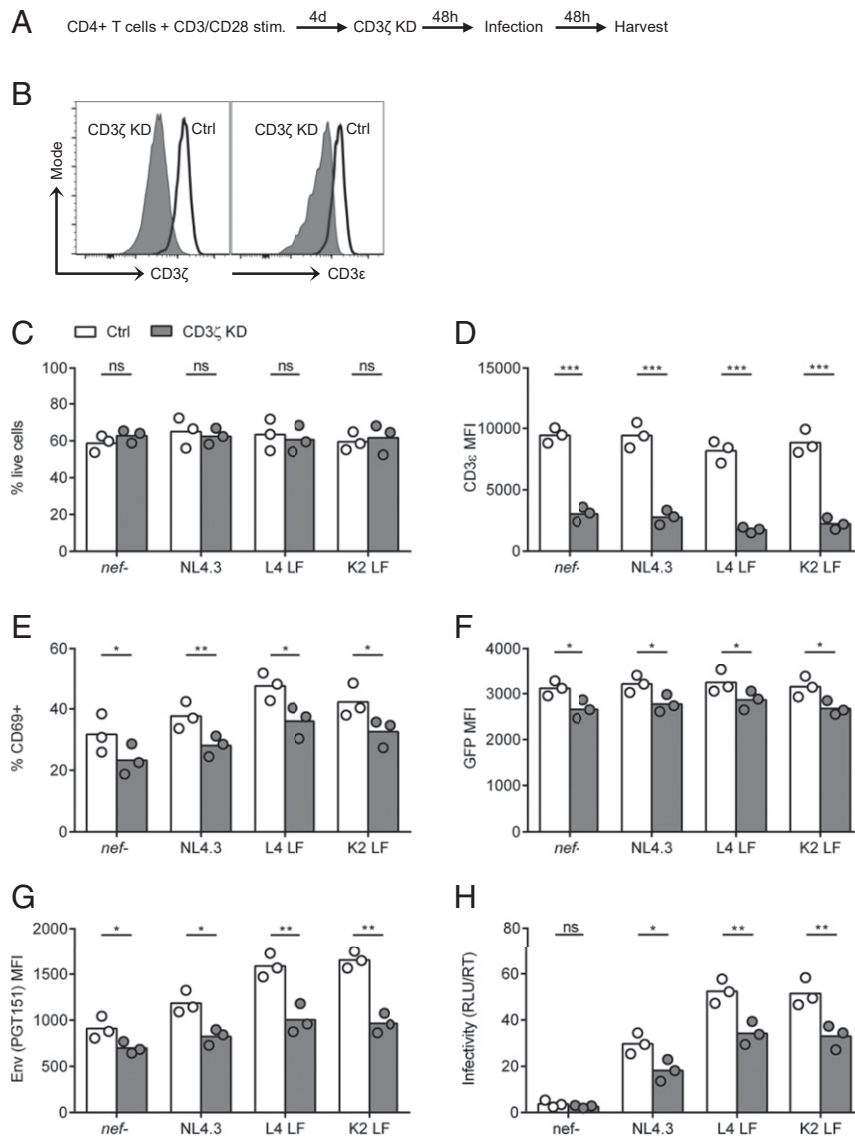 A
CD4+ T cells + CD3/CD28 stim. 4d CD3ζ KD 48h Infection 48h Harvest
B
CD3ζ KD Ctrl CD3ζ KD Ctrl
Mode
CD3ζ CD3ε
C
Ctrl CD3ζ KD
ns ns ns ns
100
80
60
40
20
0
% live cells
nef- NL4.3 L4 LF K2 LF
D
*** *** *** ***
15000
10000
5000
0
CD3ε MFI
nef- NL4.3 L4 LF K2 LF
E
* ** * *
60
40
20
0
% CD69+
nef- NL4.3 L4 LF K2 LF
F
* * * *
4000
3000
2000
1000
0
GFP MFI
nef- NL4.3 L4 LF K2 LF
G
* * ** **
2000
1500
1000
500
0
Env (PGT151) MFI
nef- NL4.3 L4 LF K2 LF
H
ns * ** **
80
60
40
20
0
Infectivity (RLU/RT)
nef- NL4.3 L4 LF K2 LF